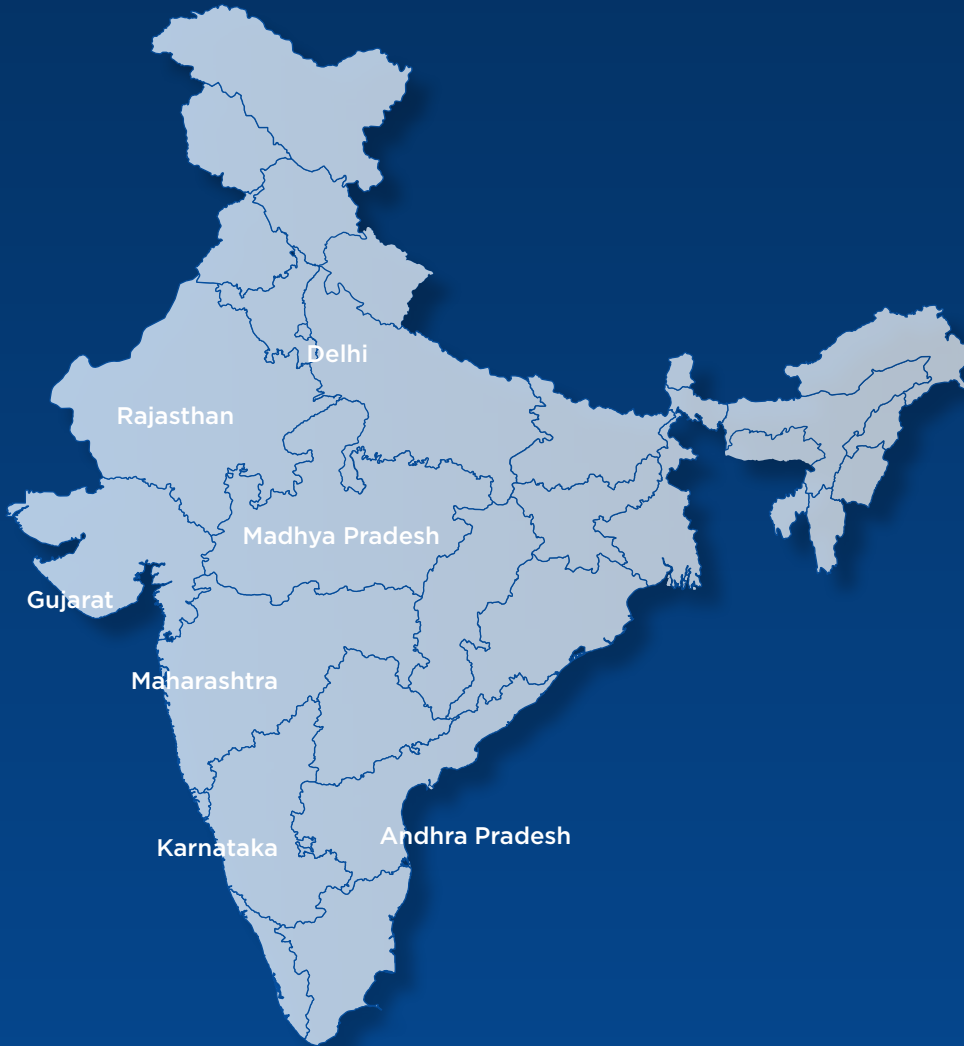 Delhi
Rajasthan
Madhya Pradesh
Gujarat
Maharashtra
Andhra Pradesh
Karnataka